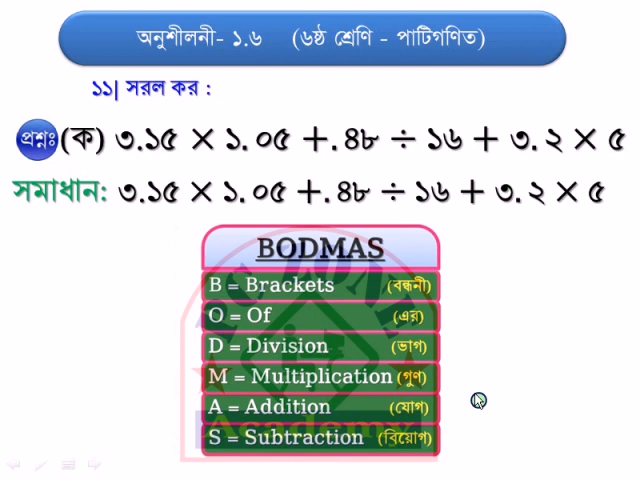 অনুশীলনী- ১.৬ (৬ষ্ঠ শ্রেণি - পাটিগণিত)
১১| সরল কর :
প্রশ্নঃ (ক) ৩.১৫ × ১.০৫ + .৪৮ ÷ ১৬ + ৩.২ × ৫
সমাধান: ৩.১৫ × ১.০৫ + .৪৮ ÷ ১৬ + ৩.২ × ৫
BODMAS
B = Brackets (বন্ধনী)
O = Of (এর)
D = Division (ভাগ)
M = Multiplication (গুণ)
A = Addition (যোগ)
S = Subtraction (বিয়োগ)
Academy